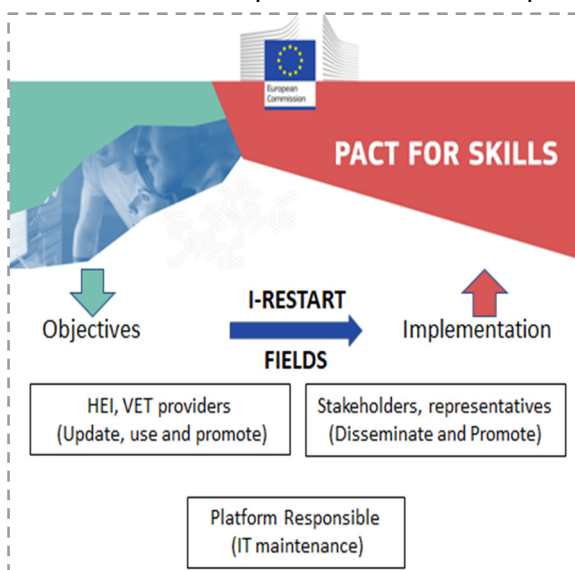 European
Commission
PACT FOR SKILLS
I-RESTART
Objectives
Implementation
FIELDS
HEI, VET providers
(Update, use and promote)
Stakeholders, representatives
(Disseminate and Promote)
Platform Responsible
(IT maintenance)